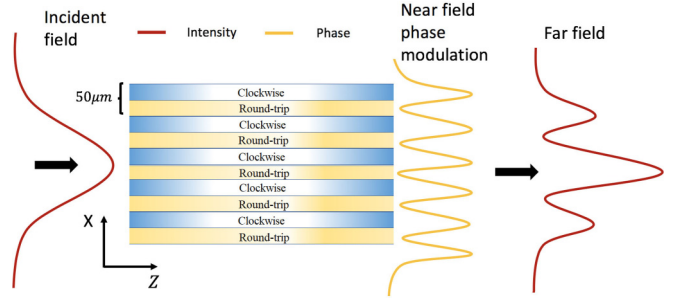 Incident
field
Intensity
Phase
Near field
phase
modulation
Far field
50μm
Clockwise
Round-trip
Clockwise
Round-trip
Clockwise
Round-trip
Clockwise
Round-trip
Clockwise
Round-trip
X
Z